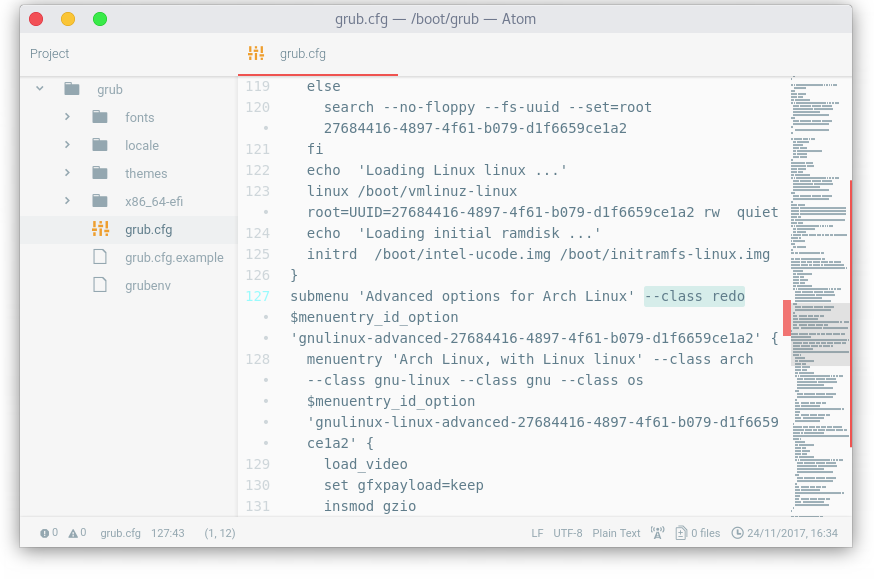 grub.cfg — /boot/grub — Atom
Project
grub.cfg
grub
fonts
locale
themes
x86_64-efi
grub.cfg
grub.cfg.example
grubenv
119 else
120 search --no-floppy --fs-uuid --set=root
• 27684416-4897-4f61-b079-d1f6659ce1a2
121 fi
122 echo  'Loading Linux linux ...'
123 linux /boot/vmlinuz-linux
• root=UUID=27684416-4897-4f61-b079-d1f6659ce1a2 rw  quiet
124 echo  'Loading initial ramdisk ...'
125 initrd  /boot/intel-ucode.img /boot/initramfs-linux.img
126 }
127 submenu 'Advanced options for Arch Linux' --class redo
• $menuentry_id_option
• 'gnulinux-advanced-27684416-4897-4f61-b079-d1f6659ce1a2' {
128 menuentry 'Arch Linux, with Linux linux' --class arch
• --class gnu-linux --class gnu --class os
• $menuentry_id_option
• 'gnulinux-linux-advanced-27684416-4897-4f61-b079-d1f6659
• ce1a2' {
129 load_video
130 set gfxpayload=keep
131 insmod gzio
0 0 grub.cfg 127:43 (1, 12) LF UTF-8 Plain Text 0 files 24/11/2017, 16:34